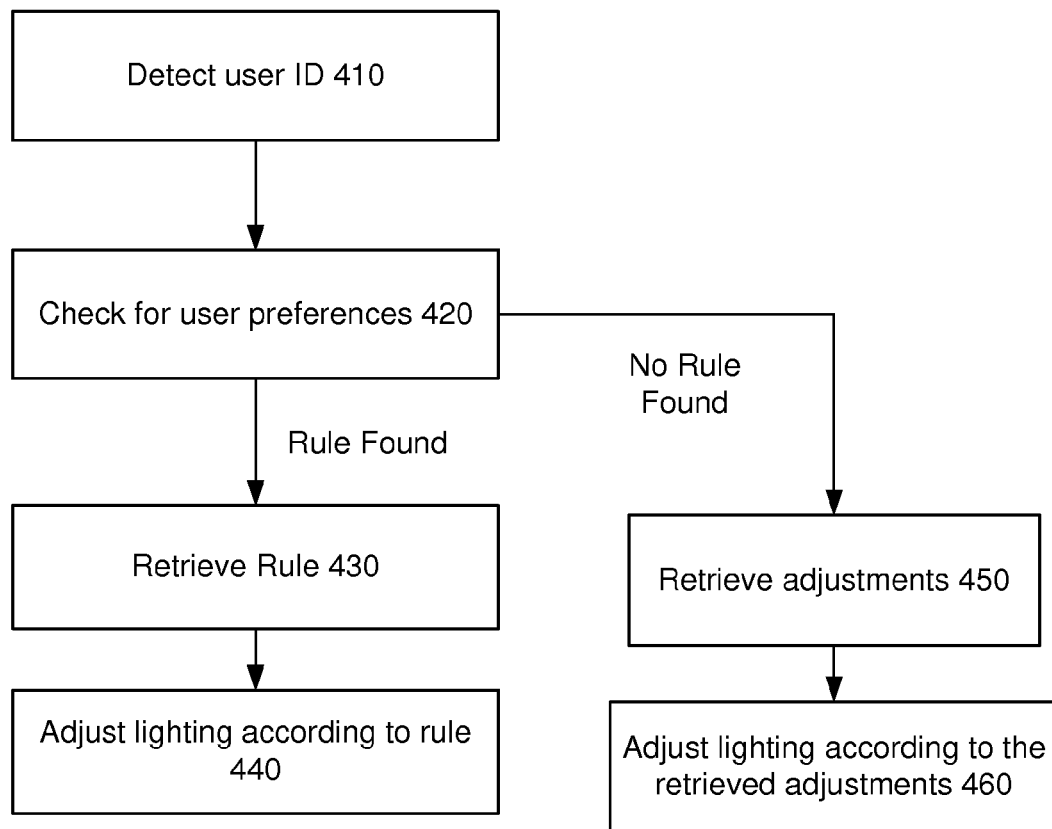 Detect user ID 410
Check for user preferences 420
No Rule
Found
Rule Found
Retrieve Rule 430
Retrieve adjustments 450
Adjust lighting according to rule
440
Adjust lighting according to the
retrieved adjustments 460